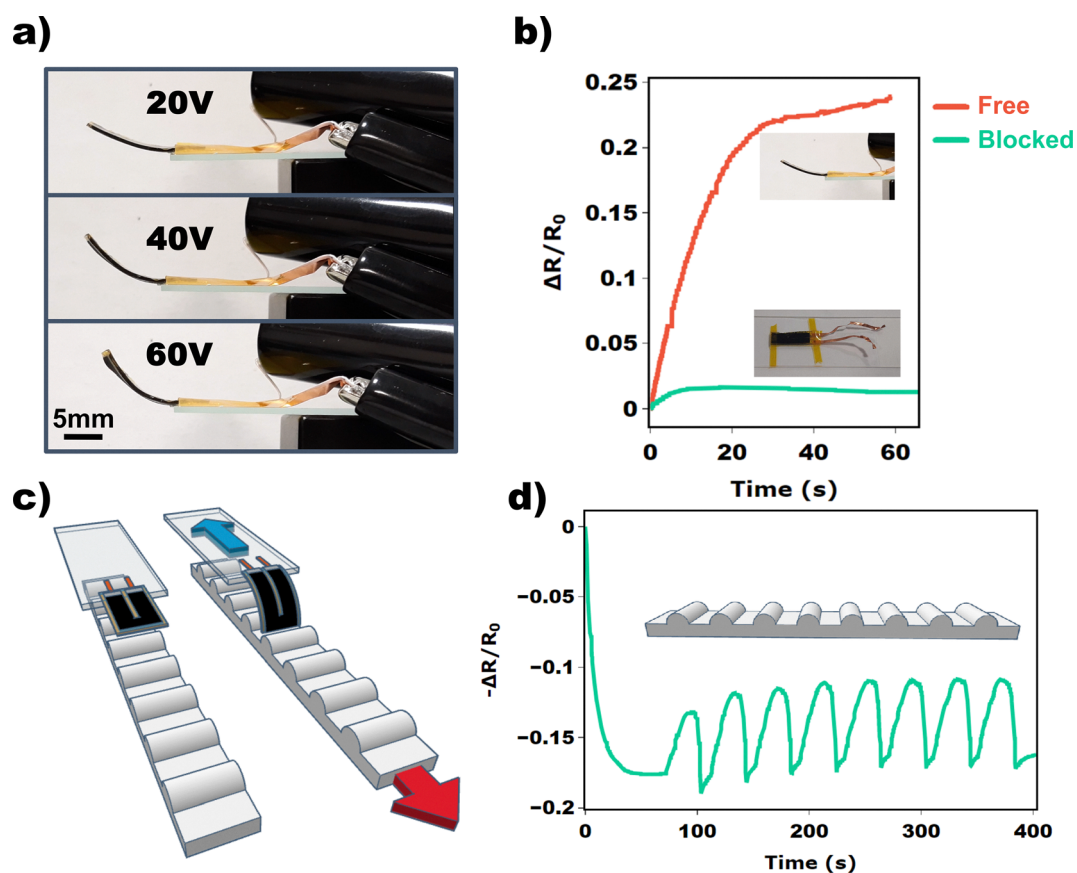 a)
20V
40V
60V
5mm
b)
0.25
0.2
0.15
0.1
0.05
0
0
20
40
60
ΔR/R₀
Time (s)
Free
Blocked
c)
d)
0
−0.05
−0.1
−0.15
−0.2
0
100
200
300
400
-ΔR/R₀
Time (s)